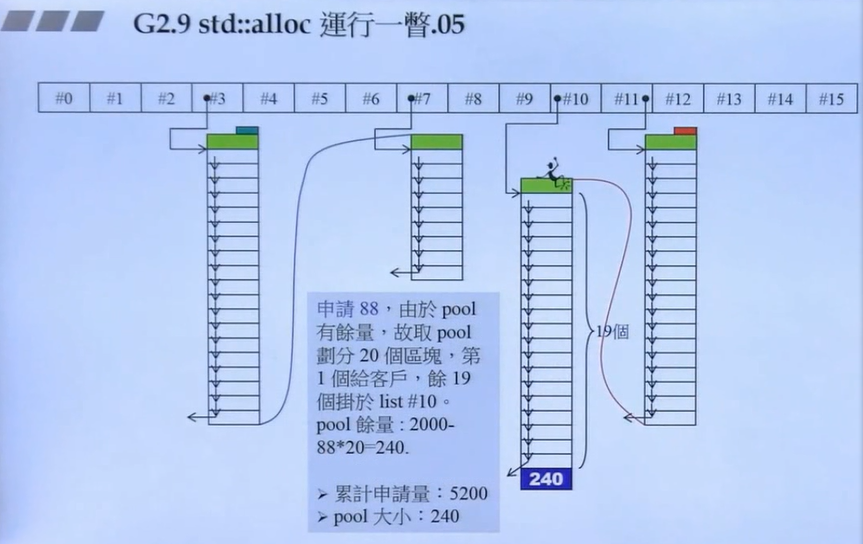 G2.9 std::alloc 運行一瞥.05
#0 #1 #2 #3 #4 #5 #6 #7 #8 #9 #10 #11 #12 #13 #14 #15
申請 88，由於 pool
有餘量，故取 pool
劃分 20 個區塊，第
1 個給客戶，餘 19
個掛於 list #10。
pool 餘量 : 2000-
88*20=240.
19個
240
➢ 累計申請量：5200
➢ pool 大小：240